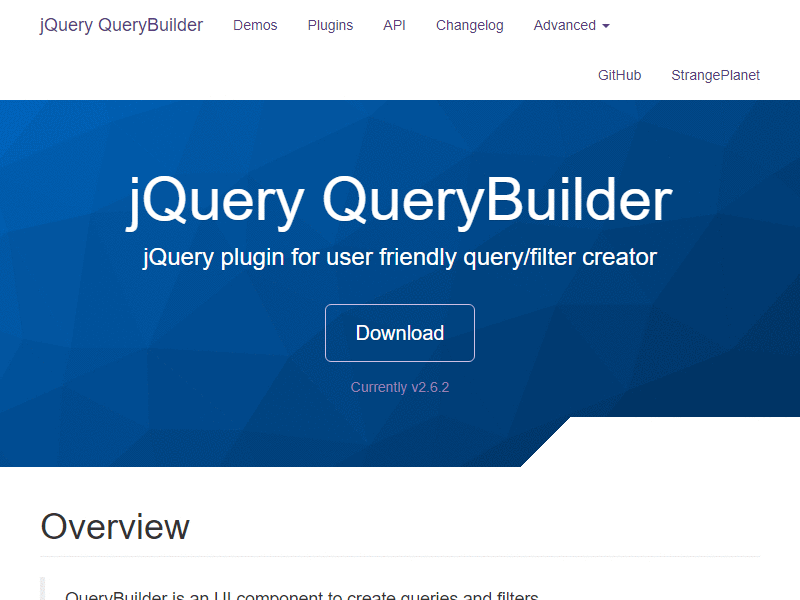 jQuery QueryBuilder Demos Plugins API Changelog Advanced
GitHub StrangePlanet
jQuery QueryBuilder
jQuery plugin for user friendly query/filter creator
Download
Currently v2.6.2
Overview
QueryBuilder is an UI component to create queries and filters.